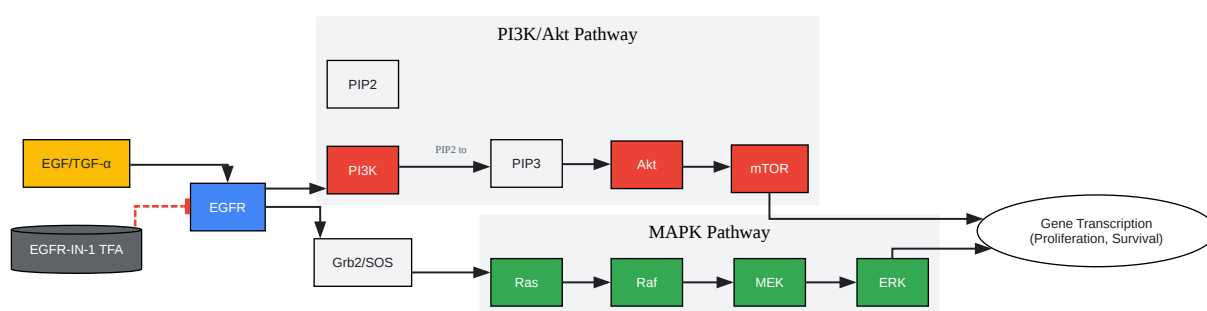 PI3K/Akt Pathway
PIP2
EGF/TGF-α
PI3K
PIP2 to
PIP3
Akt
mTOR
EGFR
EGFR-IN-1 TFA
Grb2/SOS
MAPK Pathway
Ras
Raf
MEK
ERK
Gene Transcription
(Proliferation, Survival)